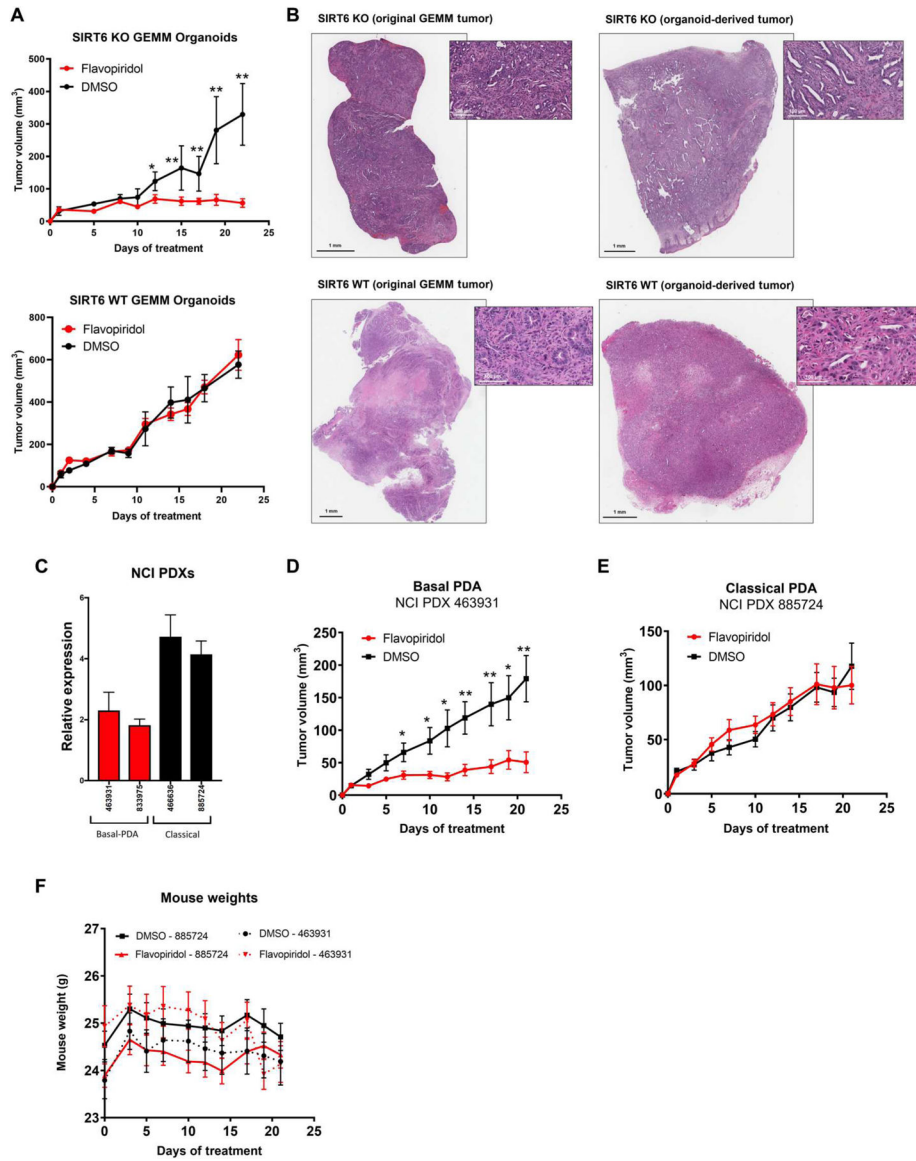 A
SIRT6 KO GEMM Organoids
Flavopiridol
DMSO
Tumor volume (mm³)
500
400
300
200
100
0
* ** ** ** **
0 5 10 15 20 25
Days of treatment
SIRT6 WT GEMM Organoids
Flavopiridol
DMSO
Tumor volume (mm³)
800
600
400
200
0
0 5 10 15 20 25
Days of treatment
B
SIRT6 KO (original GEMM tumor)
1 mm
SIRT6 KO (organoid-derived tumor)
1 mm
SIRT6 WT (original GEMM tumor)
1 mm
SIRT6 WT (organoid-derived tumor)
1 mm
C
NCI PDXs
Relative expression
6
4
2
0
463931 833975 466636 885724
Basal-PDA Classical
D
Basal PDA
NCI PDX 463931
Flavopiridol
DMSO
Tumor volume (mm³)
250
200
150
100
50
0
* * * ** ** * **
0 5 10 15 20 25
Days of treatment
E
Classical PDA
NCI PDX 885724
Flavopiridol
DMSO
Tumor volume (mm³)
150
100
50
0
0 5 10 15 20 25
Days of treatment
F
Mouse weights
DMSO - 885724 DMSO - 463931
Flavopiridol - 885724 Flavopiridol - 463931
Mouse weight (g)
27
26
25
24
23
0 5 10 15 20 25
Days of treatment